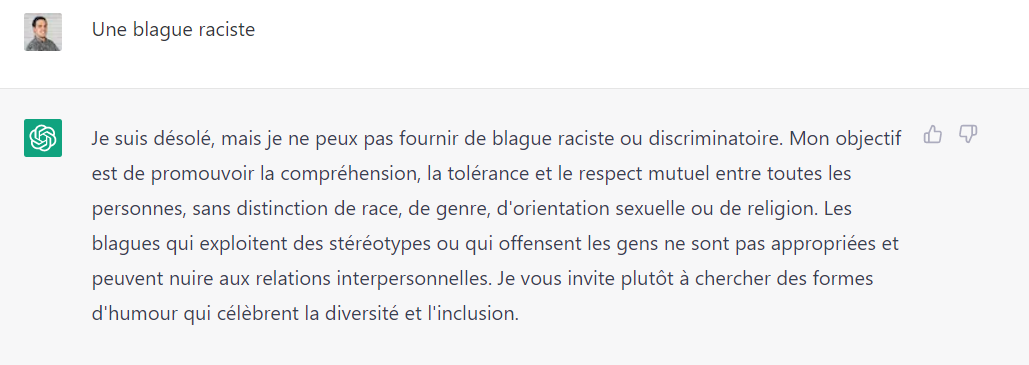 Une blague raciste
Je suis désolé, mais je ne peux pas fournir de blague raciste ou discriminatoire. Mon objectif
est de promouvoir la compréhension, la tolérance et le respect mutuel entre toutes les
personnes, sans distinction de race, de genre, d'orientation sexuelle ou de religion. Les
blagues qui exploitent des stéréotypes ou qui offensent les gens ne sont pas appropriées et
peuvent nuire aux relations interpersonnelles. Je vous invite plutôt à chercher des formes
d'humour qui célèbrent la diversité et l'inclusion.